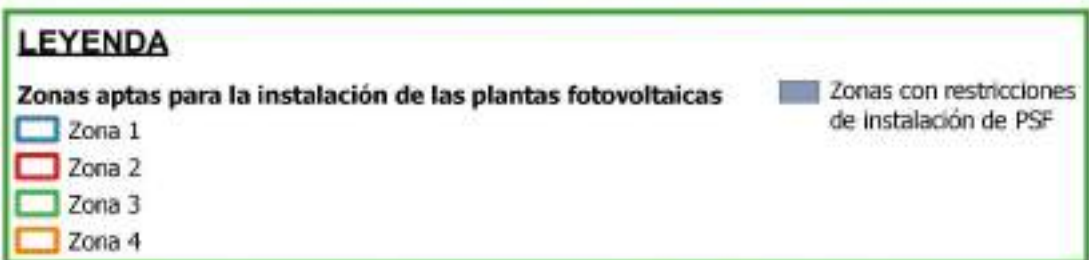 LEYENDA
Zonas aptas para la instalación de las plantas fotovoltaicas
Zona 1
Zona 2
Zona 3
Zona 4
Zonas con restricciones
de instalación de PSF